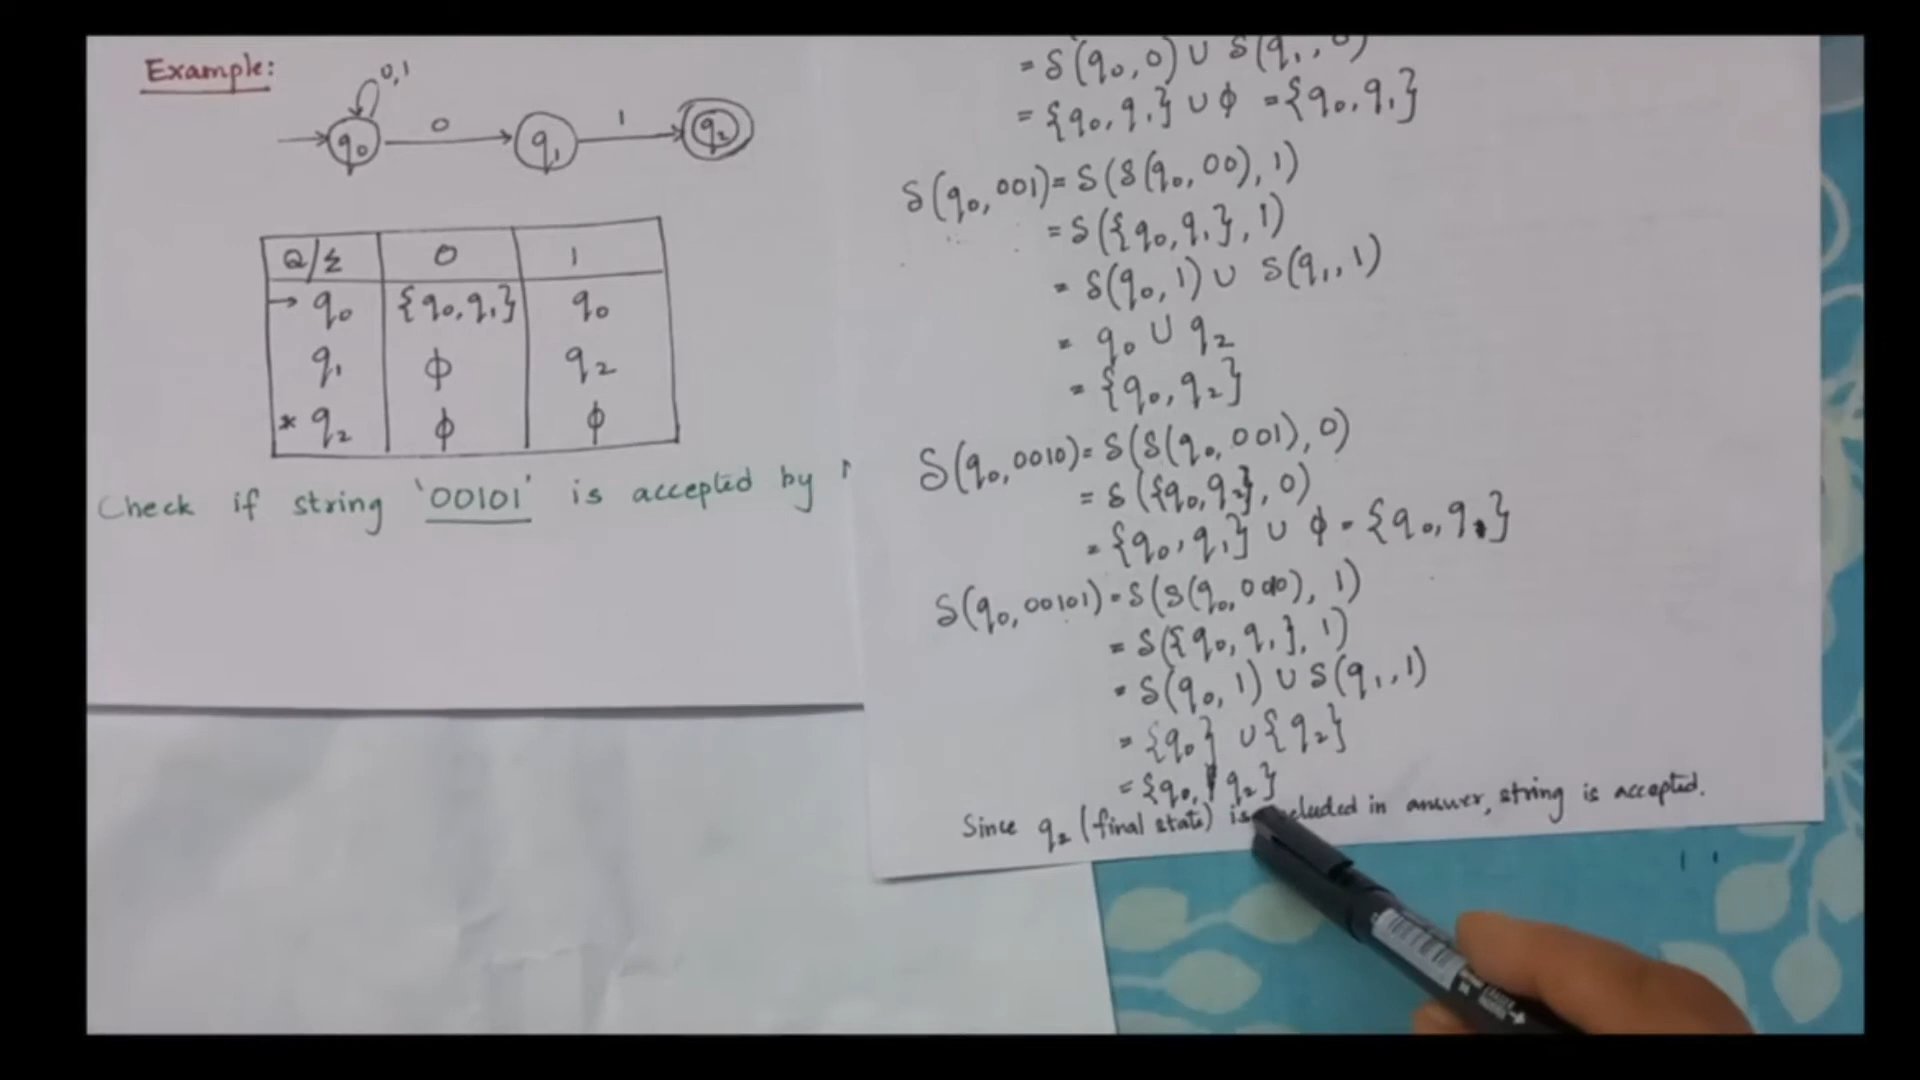 Example:
0,1
q₀ 0 q₁ 1 q₂
Q/Σ 0 1
→ q₀ {q₀,q₁} q₀
q₁ ϕ q₂
* q₂ ϕ ϕ
Check if string '00101' is accepted by
= δ(q₀,0) ∪ δ(q₁,0)
= {q₀,q₁} ∪ ϕ = {q₀,q₁}
δ(q₀,001) = δ(δ(q₀,00),1)
= δ({q₀,q₁},1)
= δ(q₀,1) ∪ δ(q₁,1)
= q₀ ∪ q₂
= {q₀,q₂}
δ(q₀,0010) = δ(δ(q₀,001),0)
= δ({q₀,q₂},0)
= {q₀,q₁} ∪ ϕ = {q₀,q₁}
δ(q₀,00101) = δ(δ(q₀,0010),1)
= δ({q₀,q₁},1)
= δ(q₀,1) ∪ δ(q₁,1)
= {q₀} ∪ {q₂}
= {q₀,q₂}
Since q₂ (final state) is included in answer, string is accepted.